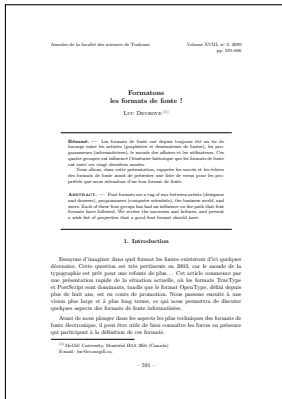 Annales de la faculté des sciences de Toulouse Volume XVIII, n° 3, 2009
pp. 591-606
Formatons
les formats de fonte !
Luc Devroye (1)
Résumé. — Les formats de fonte ont depuis toujours été un tir de
barrage entre les artistes (graphistes et dessinateurs de fontes), les pro-
grammeurs (informaticiens), le monde des affaires et les utilisateurs. Ces
quatre groupes ont influencé l'itinéraire historique que les formats de fonte
ont suivi ces vingt dernières années.
Nous allons, dans cette présentation, rappeler les succès et les échecs
des formats de fonte avant de présenter une liste de vœux pour les pro-
priétés que nous attendons d'un bon format de fonte.
Abstract. — Font formats are a tug of war between artists (designers
and drawers), programmers (computer scientists), the business world, and
users. Each of these four groups has had an influence on the path that font
formats have followed. We review the successes and failures, and present
a wish list of properties that a good font format should have.
1. Introduction
Essayons d'imaginer dans quel format les fontes existeront d'ici quelques
décennies. Cette question est très pertinente en 2003, car le monde de la
typographie est prêt pour une refonte de plus… Cet article commence par
une présentation rapide de la situation actuelle, où les formats TrueType
et PostScript sont dominants, tandis que le format OpenType, défini depuis
plus de huit ans, est en cours de promotion. Nous passons ensuite à une
vision plus large et à plus long terme, ce qui nous permettra de discuter
quelques aspects des formats de fonte informatisées.
Avant de nous plonger dans les aspects les plus techniques des formats de
fonte électronique, il peut être utile de bien connaître les forces en présence
qui participent à la définition de ces formats.
(1) McGill University, Montréal H3A 2K6 (Canada)
E-mail : luc@cs.mcgill.ca.
– 591 –